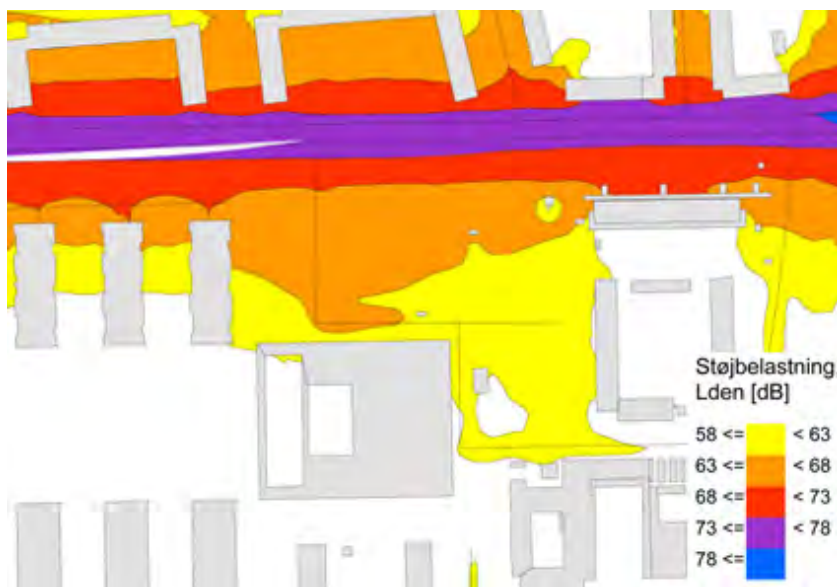 Støjbelastning
Lden [dB]
58 <= < 63
63 <= < 68
68 <= < 73
73 <= < 78
78 <=